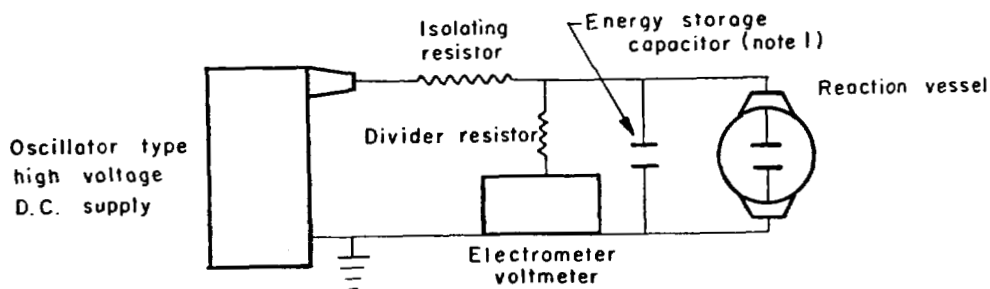 Isolating
resistor
Energy storage
capacitor (note 1)
Reaction vessel
Divider resistor
Oscillator type
high voltage
D.C. supply
Electrometer
voltmeter